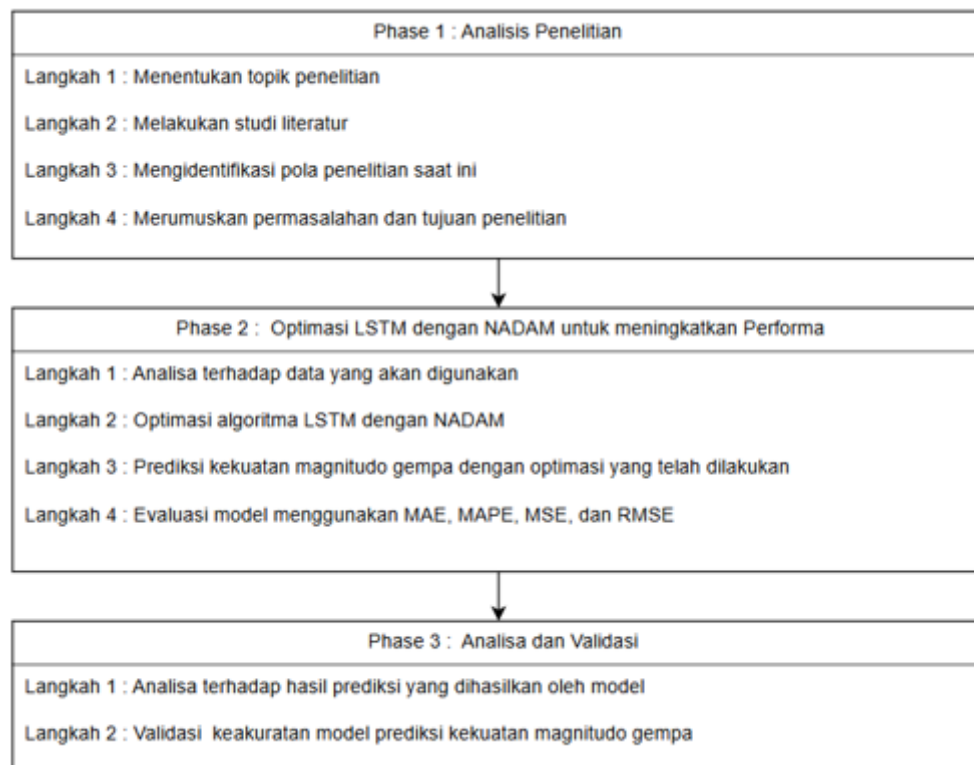 Phase 1 : Analisis Penelitian
Langkah 1 : Menentukan topik penelitian
Langkah 2 : Melakukan studi literatur
Langkah 3 : Mengidentifikasi pola penelitian saat ini
Langkah 4 : Merumuskan permasalahan dan tujuan penelitian
Phase 2 : Optimasi LSTM dengan NADAM untuk meningkatkan Performa
Langkah 1 : Analisa terhadap data yang akan digunakan
Langkah 2 : Optimasi algoritma LSTM dengan NADAM
Langkah 3 : Prediksi kekuatan magnitudo gempa dengan optimasi yang telah dilakukan
Langkah 4 : Evaluasi model menggunakan MAE, MAPE, MSE, dan RMSE
Phase 3 : Analisa dan Validasi
Langkah 1 : Analisa terhadap hasil prediksi yang dihasilkan oleh model
Langkah 2 : Validasi keakuratan model prediksi kekuatan magnitudo gempa